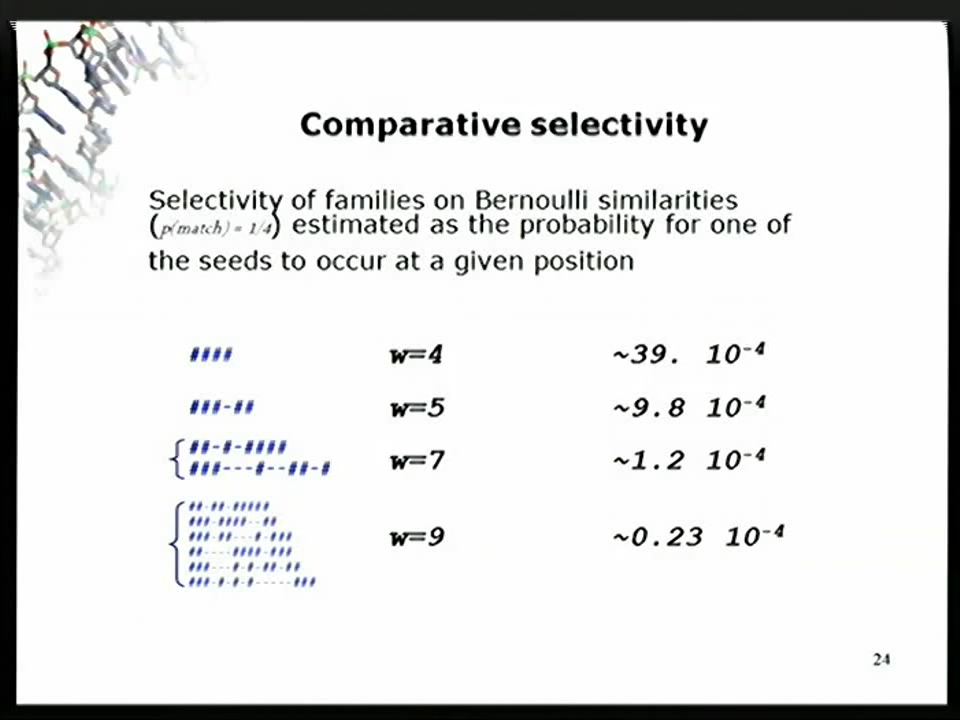 Comparative selectivity
Selectivity of families on Bernoulli similarities
(p(match) = 1/4) estimated as the probability for one of
the seeds to occur at a given position
#### w=4 ~39. 10⁻⁴
###-## w=5 ~9.8 10⁻⁴
##-#-####
###---#--##-# w=7 ~1.2 10⁻⁴
##-##-#####
###-####--##
###-##---#-###
##----####-###
###---#-#-##-##
###-#-#-#-----### w=9 ~0.23 10⁻⁴
24